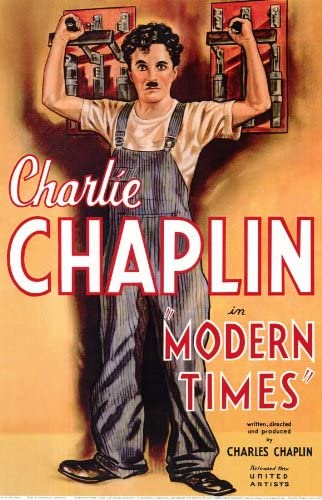 Charlie
CHAPLIN
in
"MODERN
TIMES"
written, directed
and produced
by
CHARLES CHAPLIN
Released thru
UNITED
ARTISTS